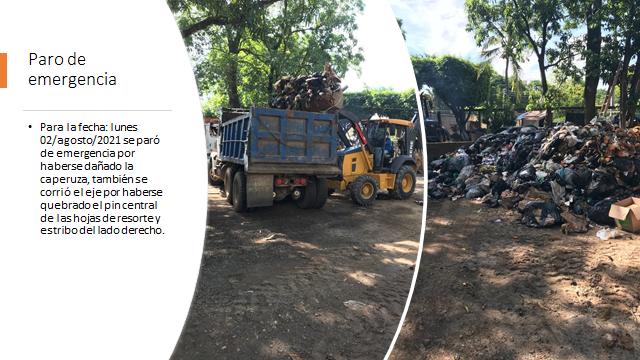 Paro de
emergencia
• Para la fecha: lunes
02/agosto/2021 se paró
de emergencia por
haberse dañado la
caperuza, también se
corrió el eje por haberse
quebrado el pin central
de las hojas de resorte y
estribo del lado derecho.